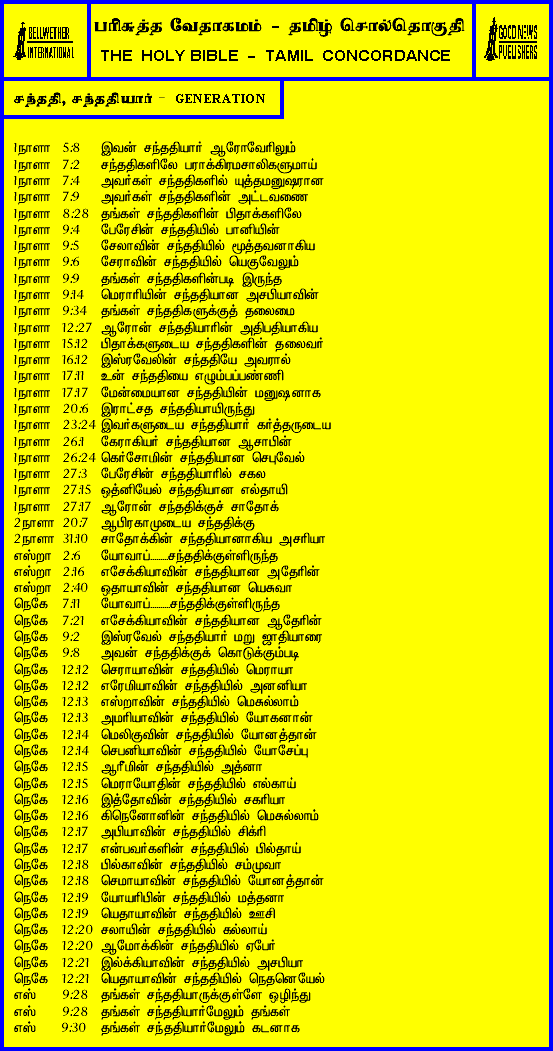 BELLWETHER INTERNATIONAL
பரிசுத்த வேதாகமம் - தமிழ் சொல்தொகுதி
THE HOLY BIBLE - TAMIL CONCORDANCE
GOOD NEWS PUBLISHERS
சந்ததி, சந்ததியார் - GENERATION
1நாளா 5:8 இவன் சந்ததியார் ஆரோவேரிலும்
1நாளா 7:2 சந்ததிகளிலே பராக்கிரமசாலிகளுமாய்
1நாளா 7:4 அவர்கள் சந்ததிகளில் யுத்தமனுஷரான
1நாளா 7:9 அவர்கள் சந்ததிகளின் அட்டவணை
1நாளா 8:28 தங்கள் சந்ததிகளின் பிதாக்களிலே
1நாளா 9:4 பேரேசின் சந்ததியில் பானியின்
1நாளா 9:5 சேலாவின் சந்ததியில் மூத்தவனாகிய
1நாளா 9:6 சேராவின் சந்ததியில் யெகுவேலும்
1நாளா 9:9 தங்கள் சந்ததிகளின்படி இருந்த
1நாளா 9:14 மெராரியின் சந்ததியான அசபியாவின்
1நாளா 9:34 தங்கள் சந்ததிகளுக்குத் தலைமை
1நாளா 12:27 ஆரோன் சந்ததியாரின் அதிபதியாகிய
1நாளா 15:12 பிதாக்களுடைய சந்ததிகளின் தலைவர்
1நாளா 16:12 இஸ்ரவேலின் சந்ததியே அவரால்
1நாளா 17:11 உன் சந்ததியை எழும்பப்பண்ணி
1நாளா 17:17 மேன்மையான சந்ததியின் மனுஷனாக
1நாளா 20:6 இராட்சத சந்ததியாயிருந்து
1நாளா 23:24 இவர்களுடைய சந்ததியார் கர்த்தருடைய
1நாளா 26:1 கேராகியர் சந்ததியான ஆசாபின்
1நாளா 26:24 கெர்சோமின் சந்ததியான செபுவேல்
1நாளா 27:3 பேரேசின் சந்ததியாரில் சகல
1நாளா 27:15 ஒத்னியேல் சந்ததியான எல்தாயி
1நாளா 27:17 ஆரோன் சந்ததிக்குச் சாதோக்
2நாளா 20:7 ஆபிரகாமுடைய சந்ததிக்கு
2நாளா 31:10 சாதோக்கின் சந்ததியானாகிய அசரியா
எஸ்றா 2:6 யோவாப்.........சந்ததிக்குள்ளிருந்த
எஸ்றா 2:16 எசேக்கியாவின் சந்ததியான அதேரின்
எஸ்றா 2:40 ஒதாயாவின் சந்ததியான யெசுவா
நெகே 7:11 யோவாப்..........சந்ததிக்குள்ளிருந்த
நெகே 7:21 எசேக்கியாவின் சந்ததியான ஆதேரின்
நெகே 9:2 இஸ்ரவேல் சந்ததியார் மறு ஜாதியாரை
நெகே 9:8 அவன் சந்ததிக்குக் கொடுக்கும்படி
நெகே 12:12 செராயாவின் சந்ததியில் மெராயா
நெகே 12:12 எரேமியாவின் சந்ததியில் அனனியா
நெகே 12:13 எஸ்றாவின் சந்ததியில் மெசுல்லாம்
நெகே 12:13 அமரியாவின் சந்ததியில் யோகனான்
நெகே 12:14 மெலிகுவின் சந்ததியில் யோனத்தான்
நெகே 12:14 செபனியாவின் சந்ததியில் யோசேப்பு
நெகே 12:15 ஆரீமின் சந்ததியில் அத்னா
நெகே 12:15 மெராயோதின் சந்ததியில் எல்காய்
நெகே 12:16 இத்தோவின் சந்ததியில் சகரியா
நெகே 12:16 கிநெனோனின் சந்ததியில் மெசுல்லாம்
நெகே 12:17 அபியாவின் சந்ததியில் சிக்ரி
நெகே 12:17 என்பவர்களின் சந்ததியில் பில்தாய்
நெகே 12:18 பில்காவின் சந்ததியில் சம்முவா
நெகே 12:18 செமாயாவின் சந்ததியில் யோனத்தான்
நெகே 12:19 யோயரிபின் சந்ததியில் மத்தனா
நெகே 12:19 யெதாயாவின் சந்ததியில் ஊசி
நெகே 12:20 சலாயின் சந்ததியில் கல்லாய்
நெகே 12:20 ஆமோக்கின் சந்ததியில் ஏபேர்
நெகே 12:21 இல்க்கியாவின் சந்ததியில் அசபியா
நெகே 12:21 யெதாயாவின் சந்ததியில் நெதனெயேல்
எஸ் 9:28 தங்கள் சந்ததியாருக்குள்ளே ஒழிந்து
எஸ் 9:28 தங்கள் சந்ததியார்மேலும் தங்கள்
எஸ் 9:30 தங்கள் சந்ததியார்மேலும் கடனாக